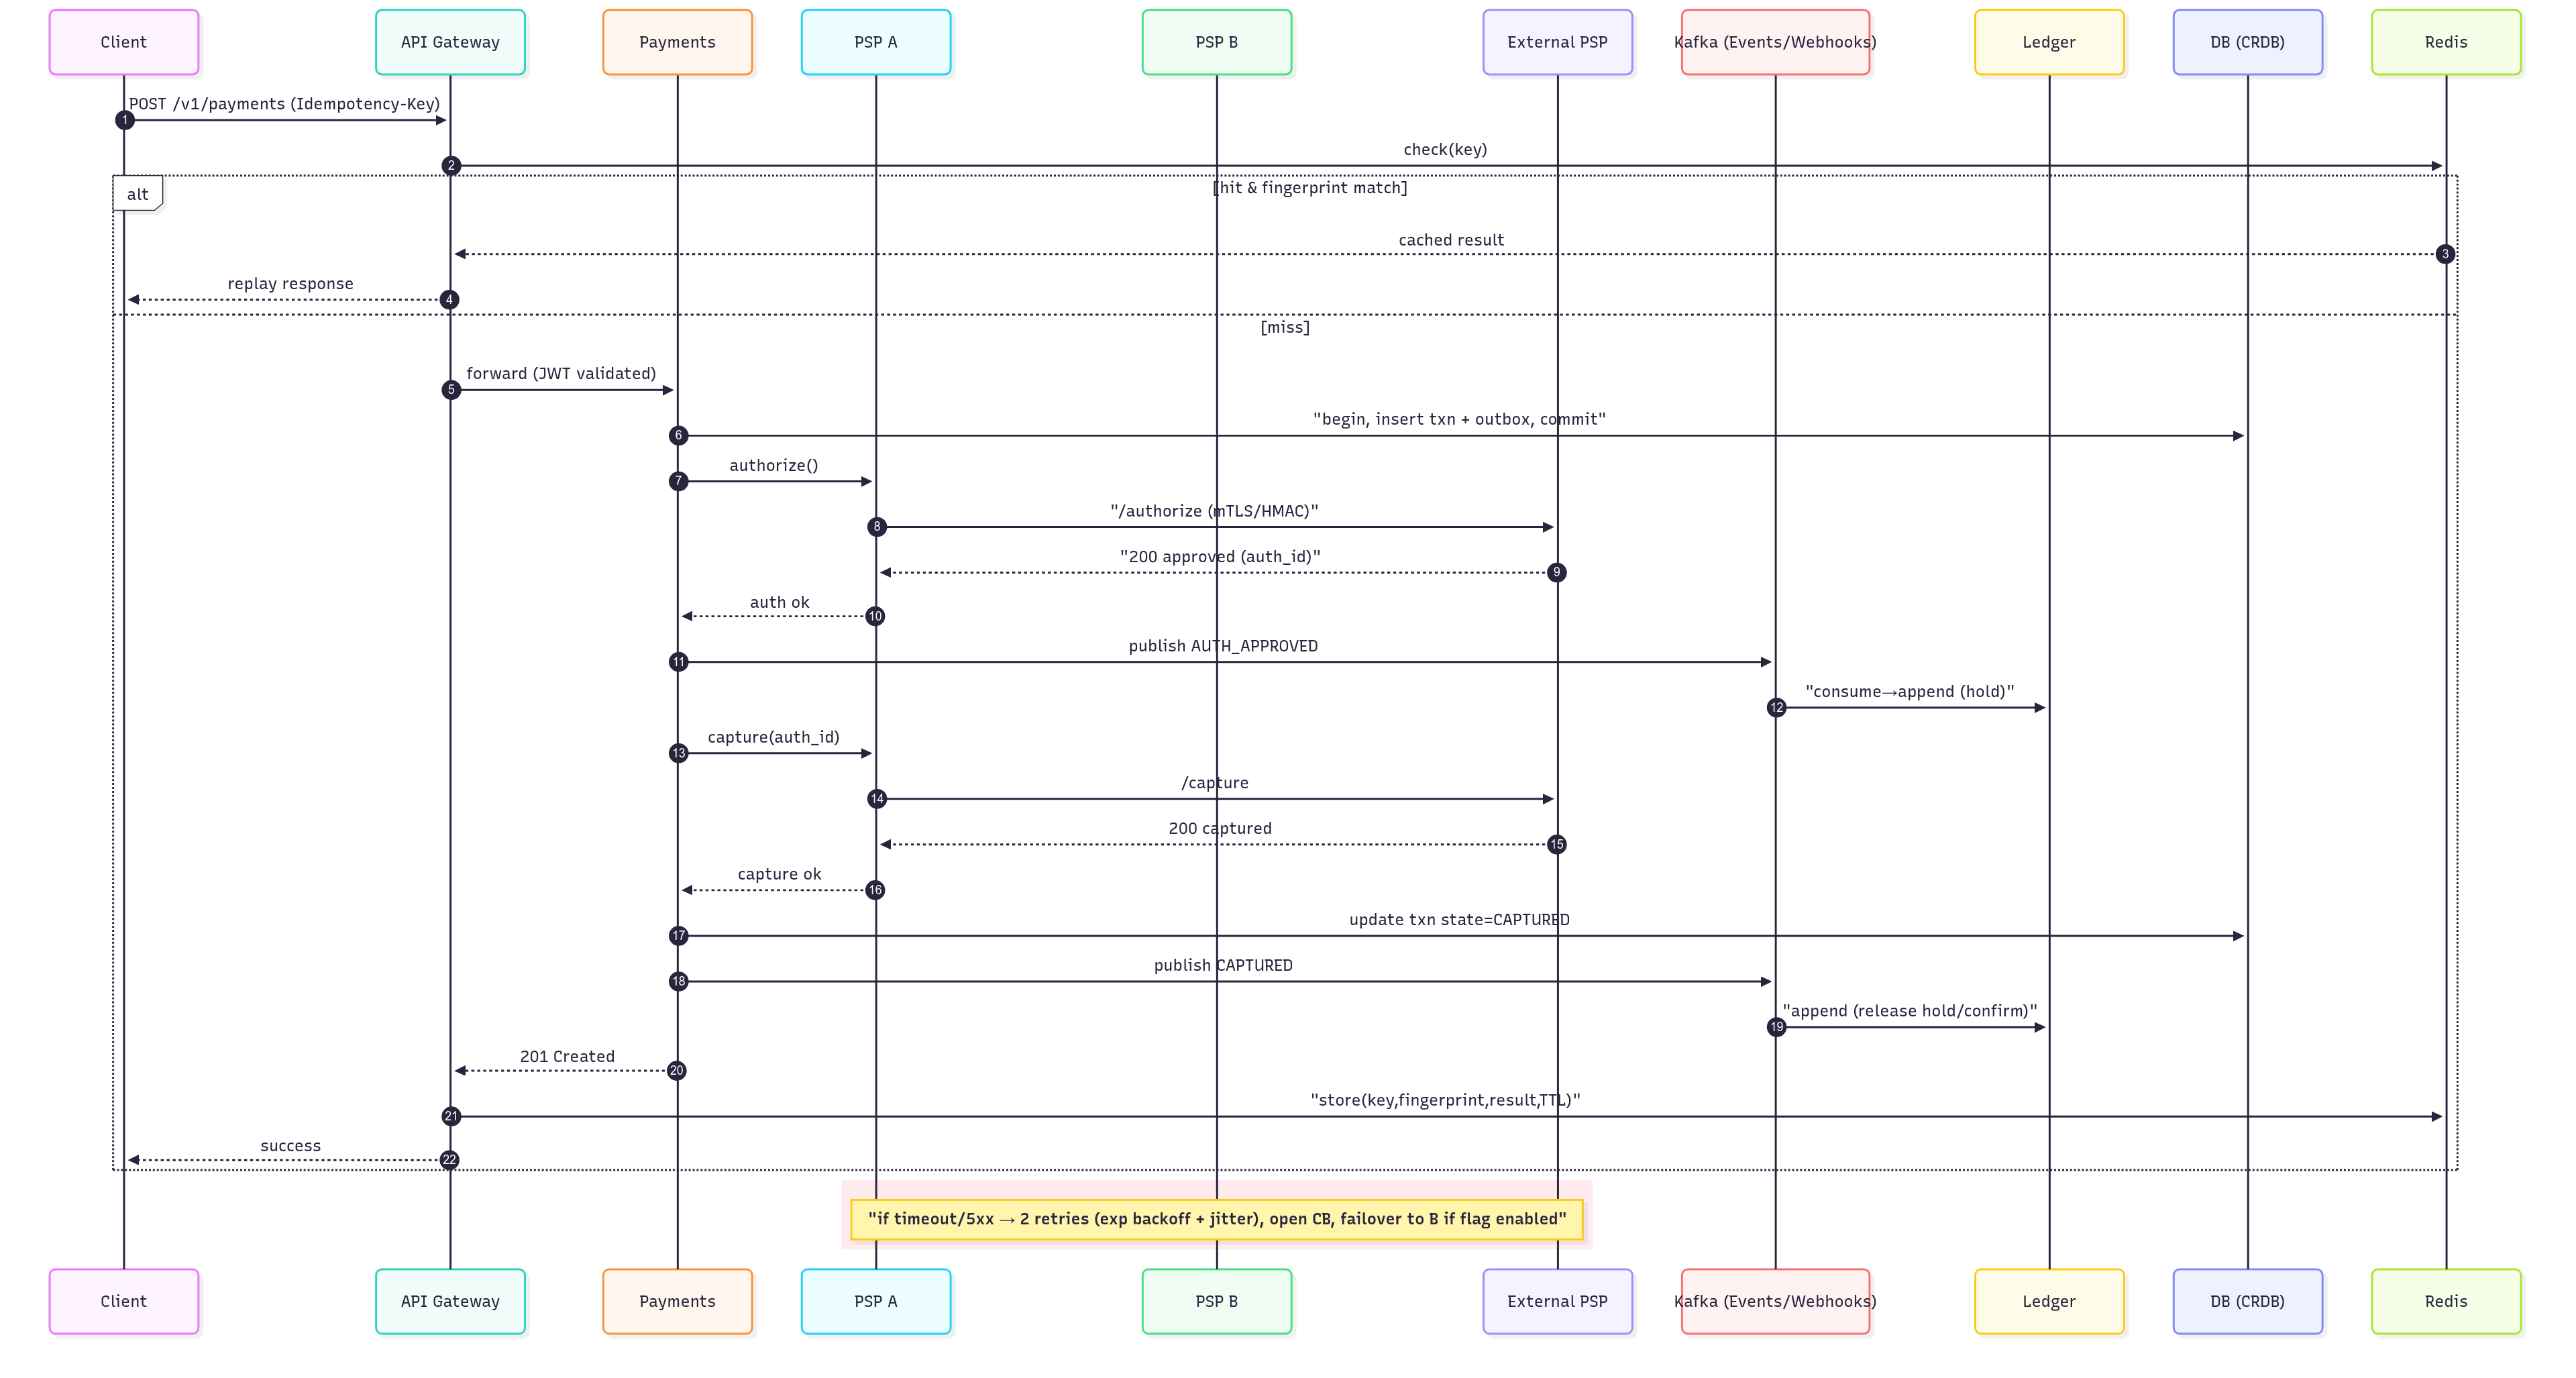 Client
API Gateway
Payments
PSP A
PSP B
External PSP
Kafka (Events/Webhooks)
Ledger
DB (CRDB)
Redis
POST /v1/payments (Idempotency-Key)
1
check(key)
2
alt
[hit & fingerprint match]
cached result
3
replay response
4
[miss]
forward (JWT validated)
5
"begin, insert txn + outbox, commit"
6
authorize()
7
"/authorize (mTLS/HMAC)"
8
"200 approved (auth_id)"
9
auth ok
10
publish AUTH_APPROVED
11
"consume→append (hold)"
12
capture(auth_id)
13
/capture
14
200 captured
15
capture ok
16
update txn state=CAPTURED
17
publish CAPTURED
18
"append (release hold/confirm)"
19
201 Created
20
"store(key,fingerprint,result,TTL)"
21
success
22
"if timeout/5xx → 2 retries (exp backoff + jitter), open CB, failover to B if flag enabled"
Client
API Gateway
Payments
PSP A
PSP B
External PSP
Kafka (Events/Webhooks)
Ledger
DB (CRDB)
Redis